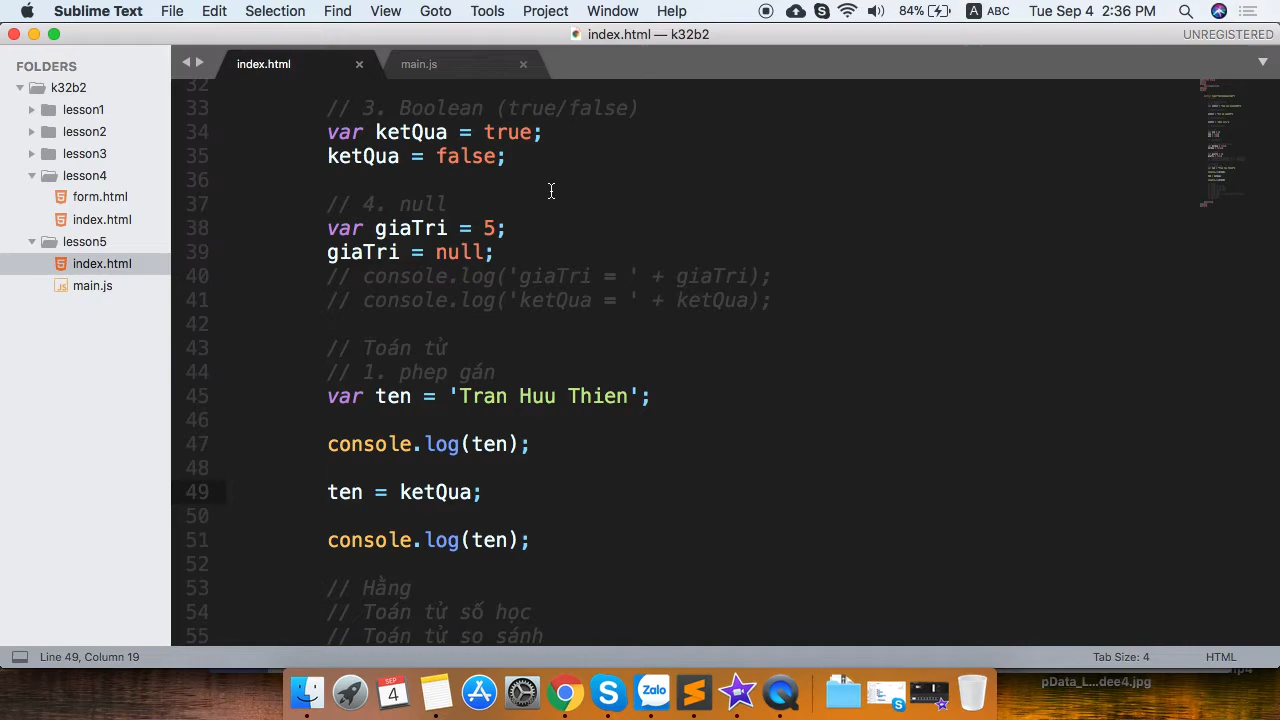 Sublime Text File Edit Selection Find View Goto Tools Project Window Help 84% A ABC Tue Sep 4 2:36 PM
index.html — k32b2 UNREGISTERED
FOLDERS
k32b2
lesson1
lesson2
lesson3
lesson4
form.html
index.html
lesson5
index.html
main.js
index.html main.js
32
33 // 3. Boolean (true/false)
34 var ketQua = true;
35 ketQua = false;
36
37 // 4. null
38 var giaTri = 5;
39 giaTri = null;
40 // console.log('giaTri = ' + giaTri);
41 // console.log('ketQua = ' + ketQua);
42
43 // Toán tử
44 // 1. phep gán
45 var ten = 'Tran Huu Thien';
46
47 console.log(ten);
48
49 ten = ketQua;
50
51 console.log(ten);
52
53 // Hằng
54 // Toán tử số học
55 // Toán tử so sánh
Line 49, Column 19 Tab Size: 4 HTML
pData_L...dee4.jpg
SEP
4
Zalo